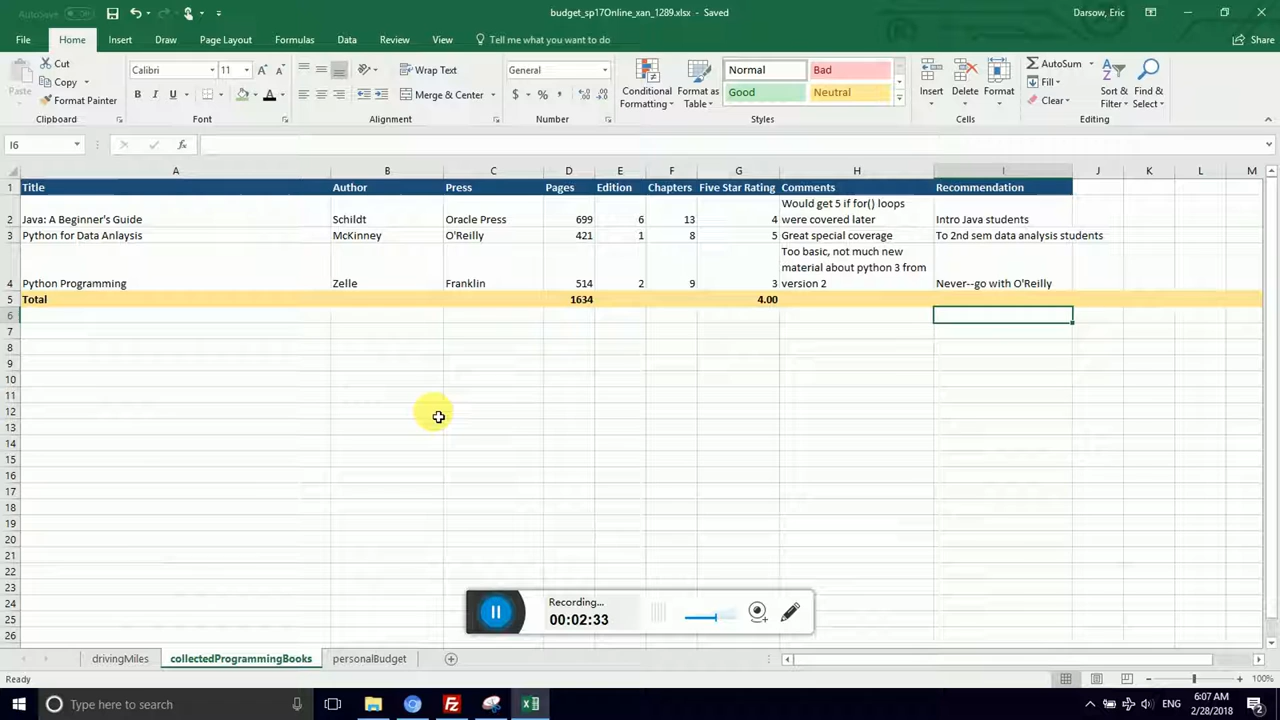 AutoSave
budget_sp17Online_xan_1289.xlsx - Saved
Darsow, Eric
File Home Insert Draw Page Layout Formulas Data Review View Tell me what you want to do Share
Paste
Cut
Copy
Format Painter
Clipboard
Calibri 11
B I U
Font
Wrap Text
Merge & Center
Alignment
General
$ % ,
Number
Conditional Formatting
Format as Table
Normal Bad
Good Neutral
Styles
Insert Delete Format
Cells
AutoSum
Fill
Clear
Sort & Filter
Find & Select
Editing
I6
fx
A B C D E F G H I J K L M
1 Title Author Press Pages Edition Chapters Five Star Rating Comments Recommendation
Would get 5 if for() loops
2 Java: A Beginner's Guide Schildt Oracle Press 699 6 13 4 were covered later Intro Java students
3 Python for Data Anlaysis McKinney O'Reilly 421 1 8 5 Great special coverage To 2nd sem data analysis students
Too basic, not much new
material about python 3 from
4 Python Programming Zelle Franklin 514 2 9 3 version 2 Never--go with O'Reilly
5 Total 1634 4.00
6
7
8
9
10
11
12
13
14
15
16
17
18
19
20
21
22
23
24
25
26
Recording...
00:02:33
drivingMiles collectedProgrammingBooks personalBudget
Ready
100%
Type here to search
ENG
6:07 AM
2/28/2018